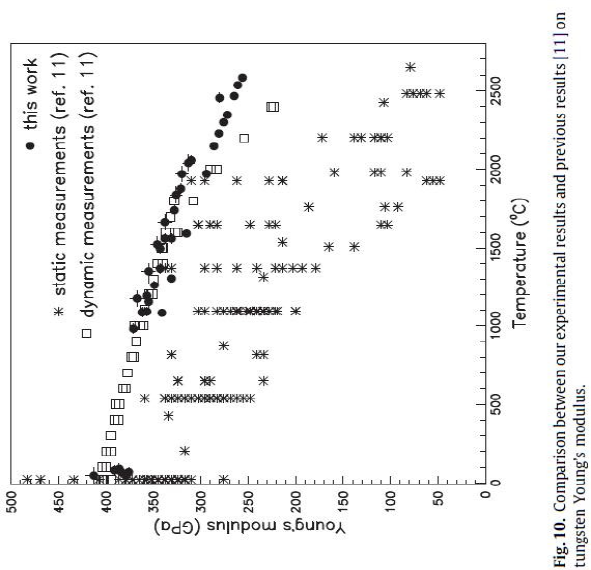 ● this work
✳ static measurements (ref. 11)
□ dynamic measurements (ref. 11)
500
450
400
350
300
250
200
150
100
50
0
Young's modulus (GPa)
0
500
1000
1500
2000
2500
Temperature (°C)
Fig. 10. Comparison between our experimental results and previous results [11] on
tungsten Young's modulus.